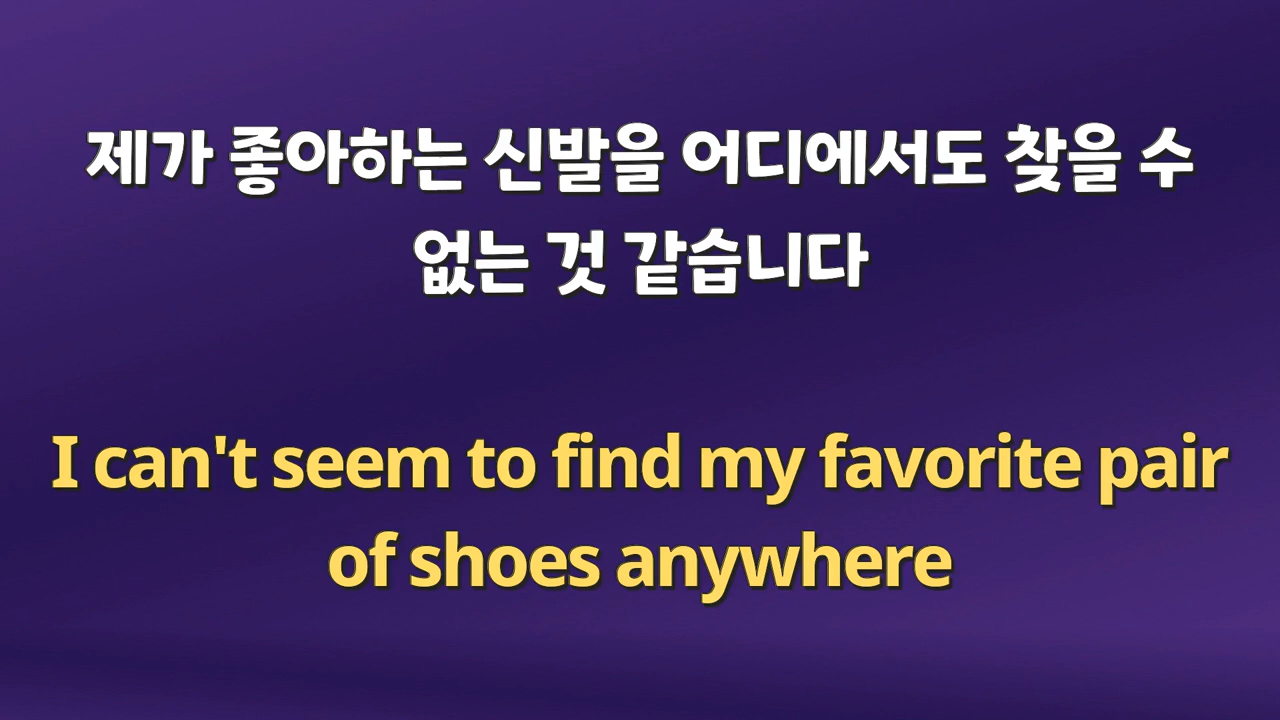 제가 좋아하는 신발을 어디에서도 찾을 수
없는 것 같습니다
I can't seem to find my favorite pair
of shoes anywhere